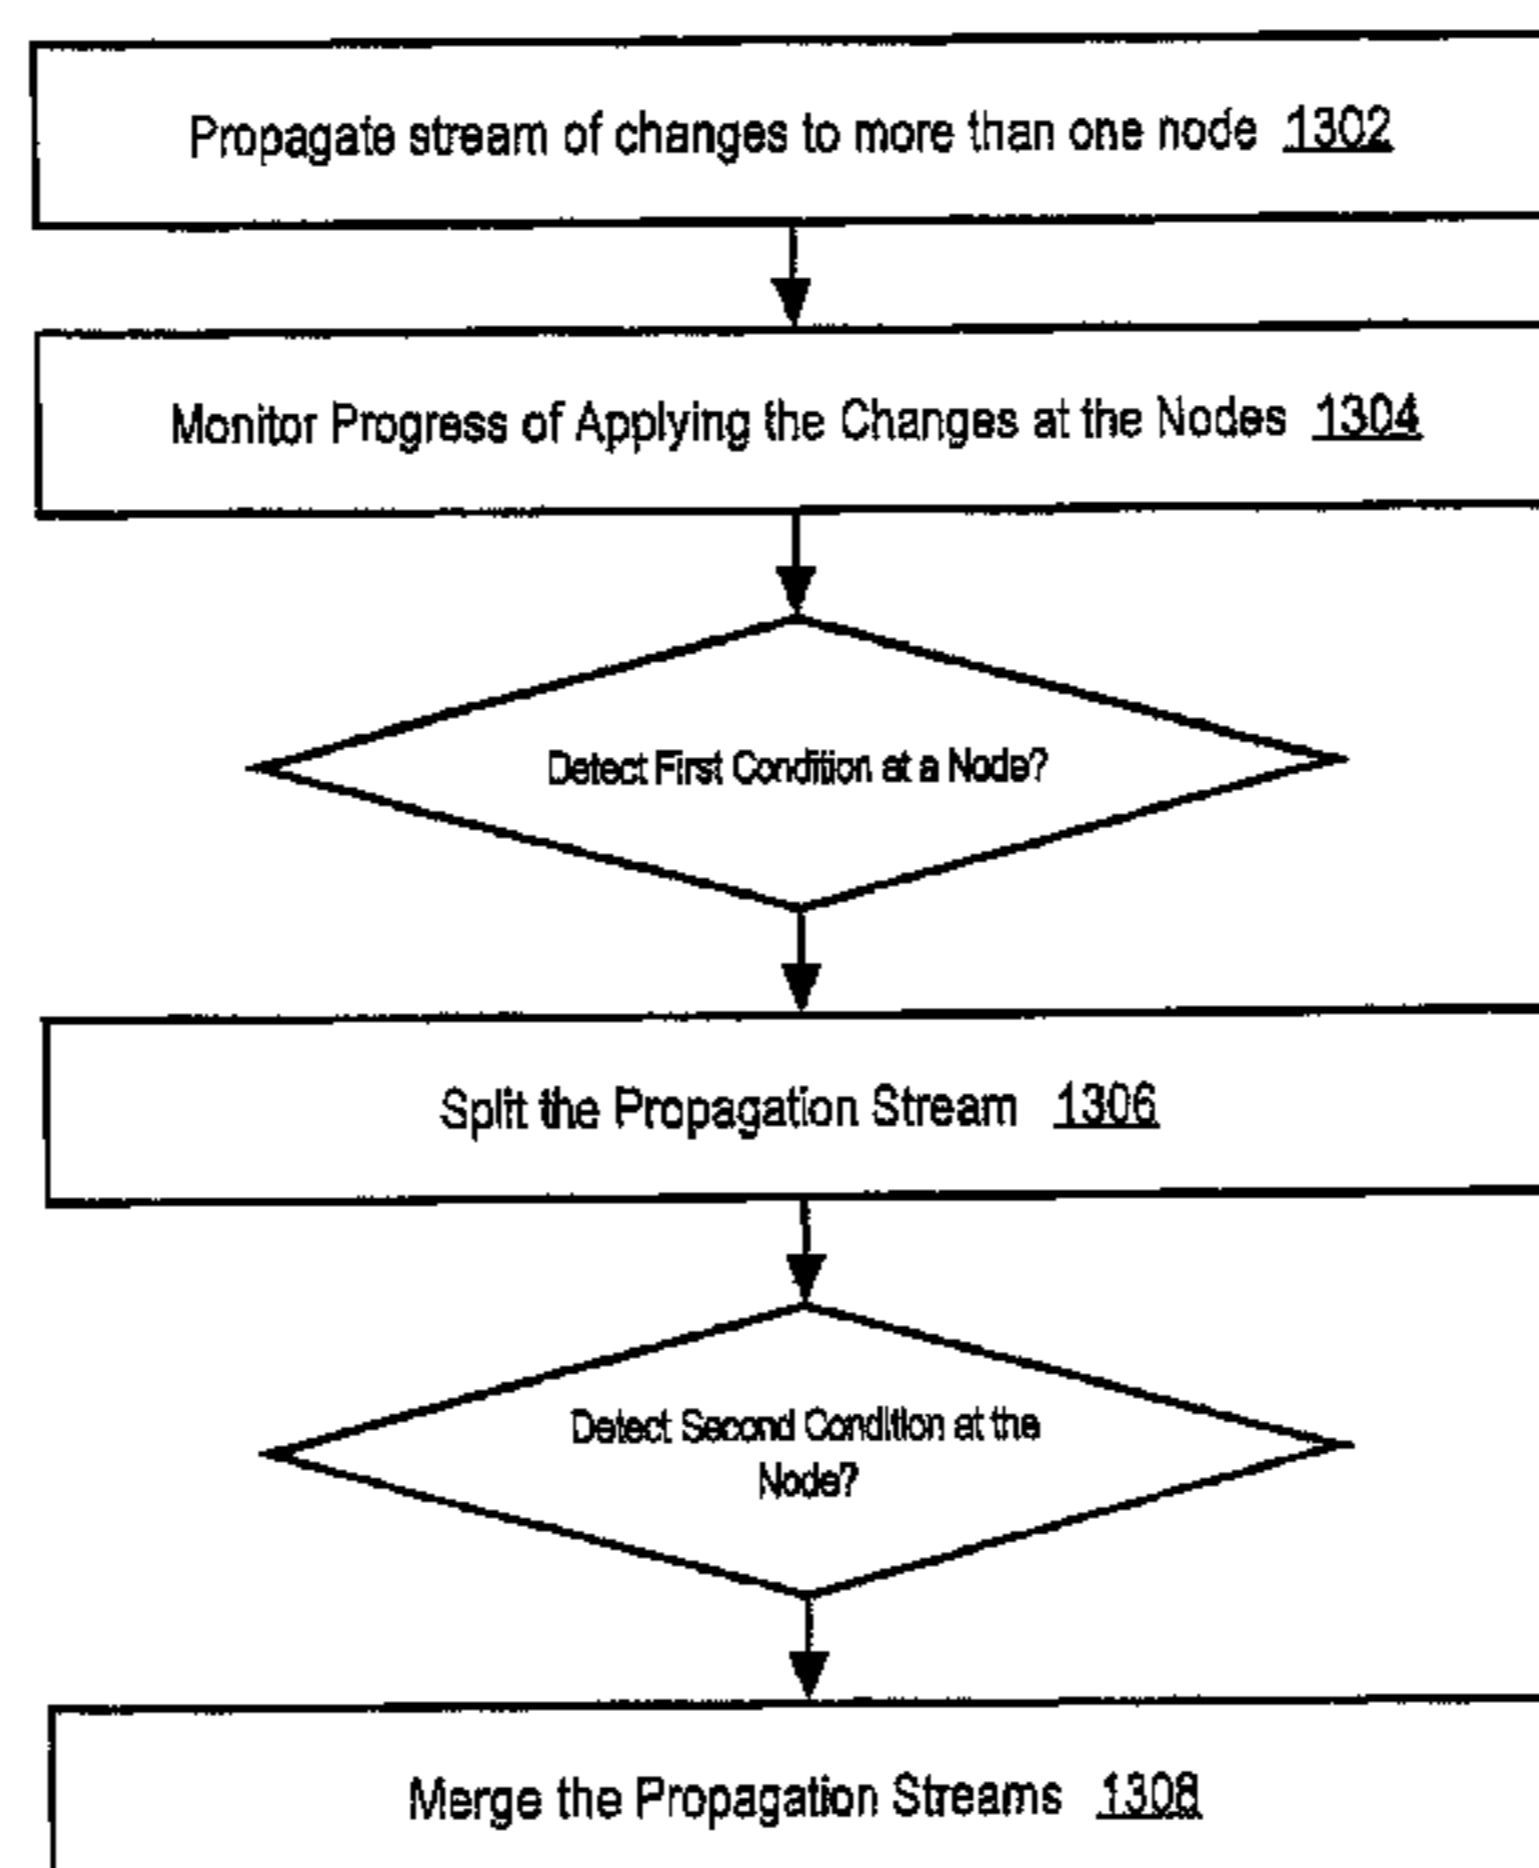 Propagate stream of changes to more than one node 1302
Monitor Progress of Applying the Changes at the Nodes 1304
Detect First Condition at a Node?
Split the Propagation Stream 1306
Detect Second Condition at the
Node?
Merge the Propagation Streams 1308